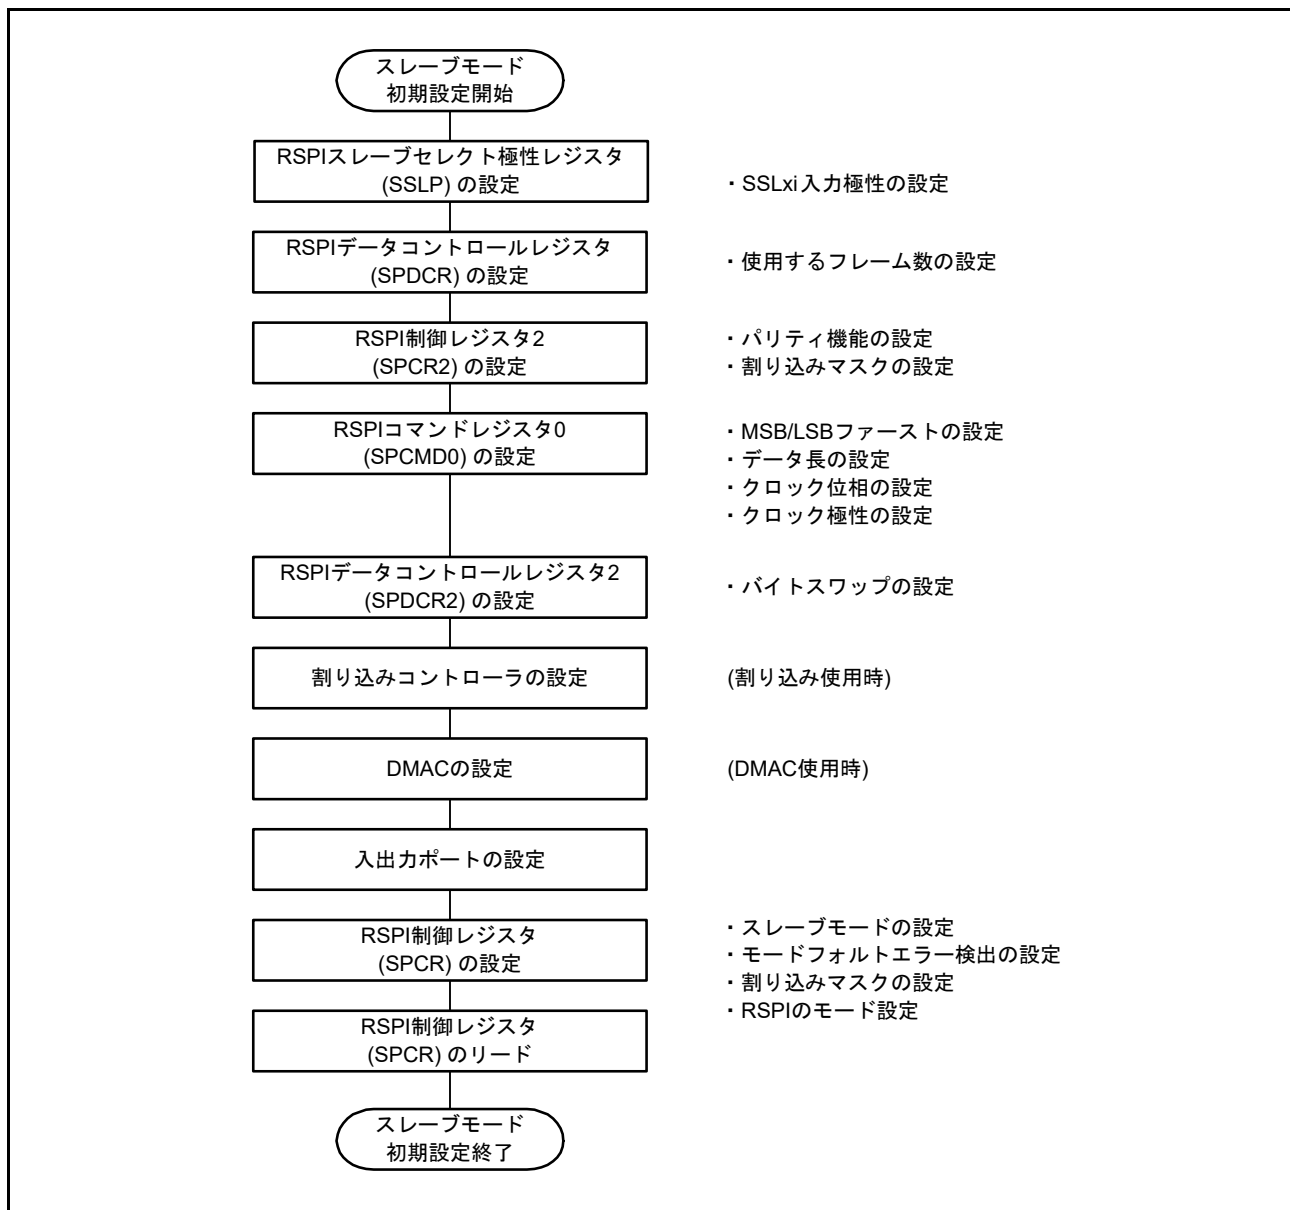 スレーブモード
初期設定開始
RSPIスレーブセレクト極性レジスタ
(SSLP) の設定
・SSLxi入力極性の設定
RSPIデータコントロールレジスタ
(SPDCR) の設定
・使用するフレーム数の設定
RSPI制御レジスタ2
(SPCR2) の設定
・パリティ機能の設定
・割り込みマスクの設定
RSPIコマンドレジスタ0
(SPCMD0) の設定
・MSB/LSBファーストの設定
・データ長の設定
・クロック位相の設定
・クロック極性の設定
RSPIデータコントロールレジスタ2
(SPDCR2) の設定
・バイトスワップの設定
割り込みコントローラの設定
(割り込み使用時)
DMACの設定
(DMAC使用時)
入出力ポートの設定
RSPI制御レジスタ
(SPCR) の設定
・スレーブモードの設定
・モードフォルトエラー検出の設定
・割り込みマスクの設定
・RSPIのモード設定
RSPI制御レジスタ
(SPCR) のリード
スレーブモード
初期設定終了